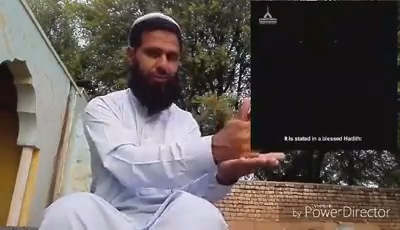 It is stated in a blessed Hadith:
by PowerDirector